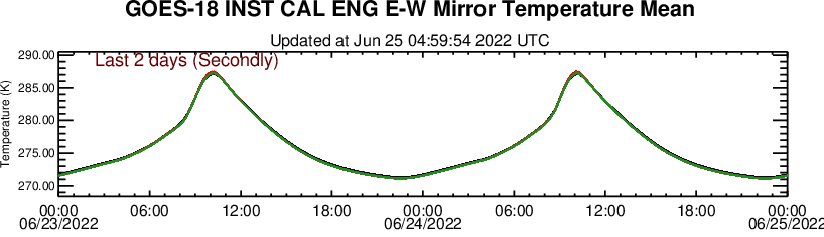 GOES-18 INST CAL ENG E-W Mirror Temperature Mean
Updated at Jun 25 04:59:54 2022 UTC
Last 2 days (Secondly)
Temperature (K)
290.00
285.00
280.00
275.00
270.00
00:00 06:00 12:00 18:00 00:00 06:00 12:00 18:00 00:00
06/23/2022 06/24/2022 06/25/2022